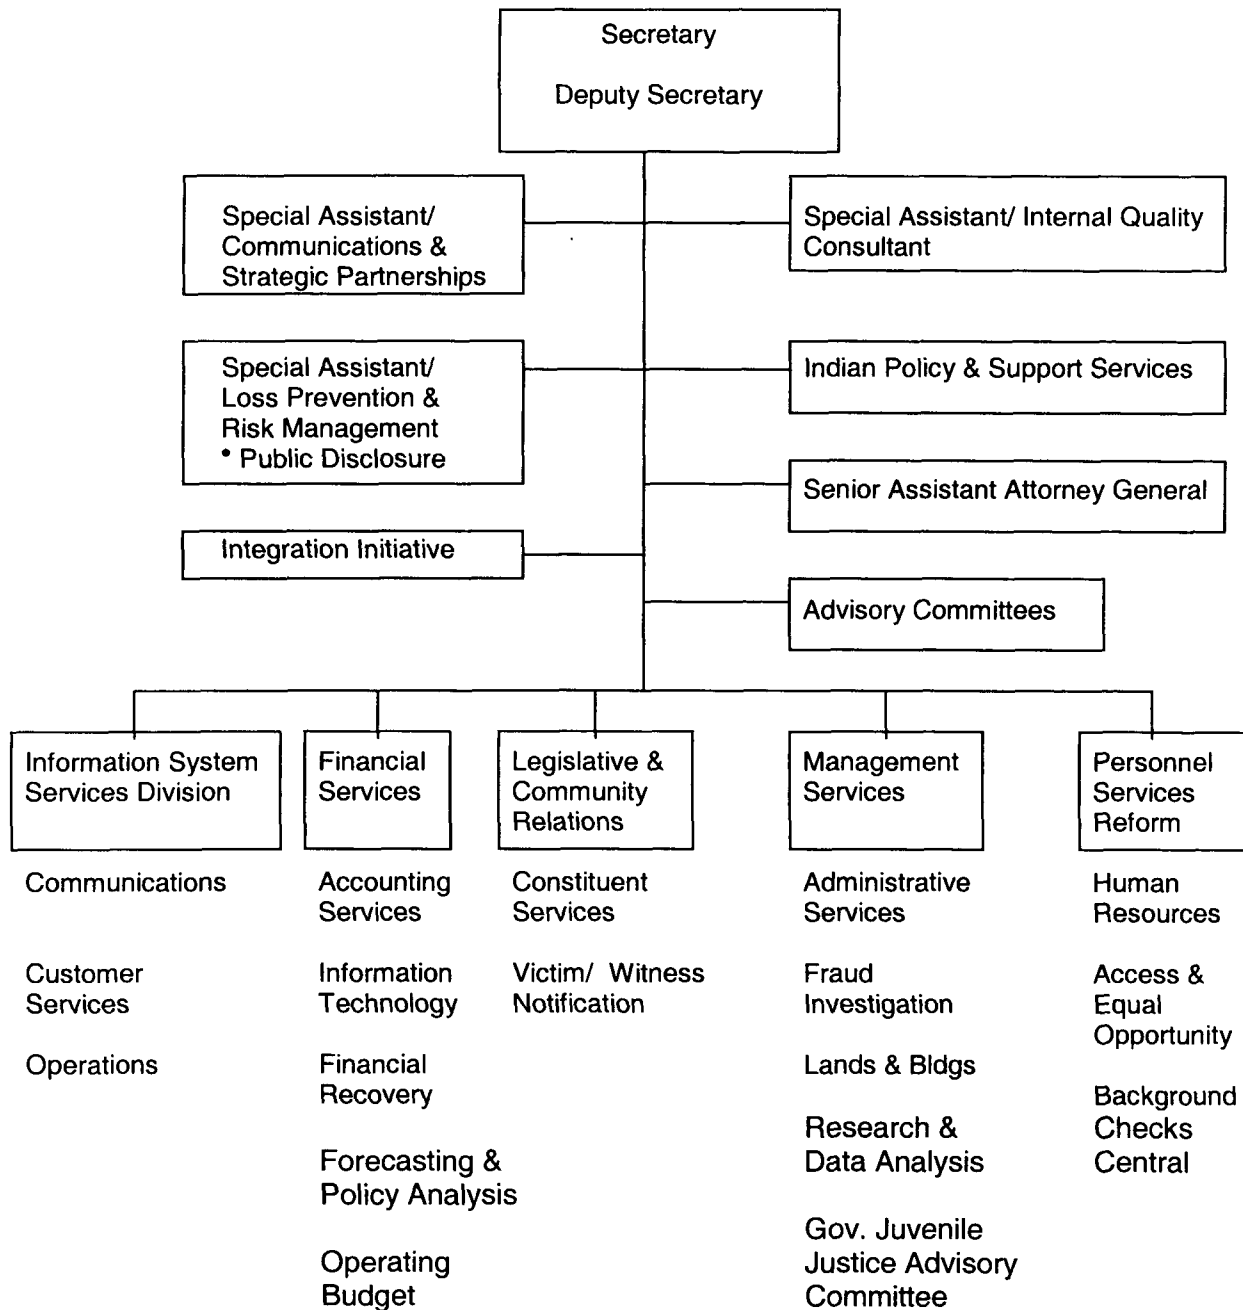 Secretary
Deputy Secretary
Special Assistant/
Communications &
Strategic Partnerships
Special Assistant/ Internal Quality
Consultant
Special Assistant/
Loss Prevention &
Risk Management
• Public Disclosure
Indian Policy & Support Services
Senior Assistant Attorney General
Integration Initiative
Advisory Committees
Information System
Services Division
Communications
Customer
Services
Operations
Financial
Services
Accounting
Services
Information
Technology
Financial
Recovery
Forecasting &
Policy Analysis
Operating
Budget
Legislative &
Community
Relations
Constituent
Services
Victim/ Witness
Notification
Management
Services
Administrative
Services
Fraud
Investigation
Lands & Bldgs
Research &
Data Analysis
Gov. Juvenile
Justice Advisory
Committee
Personnel
Services
Reform
Human
Resources
Access &
Equal
Opportunity
Background
Checks
Central